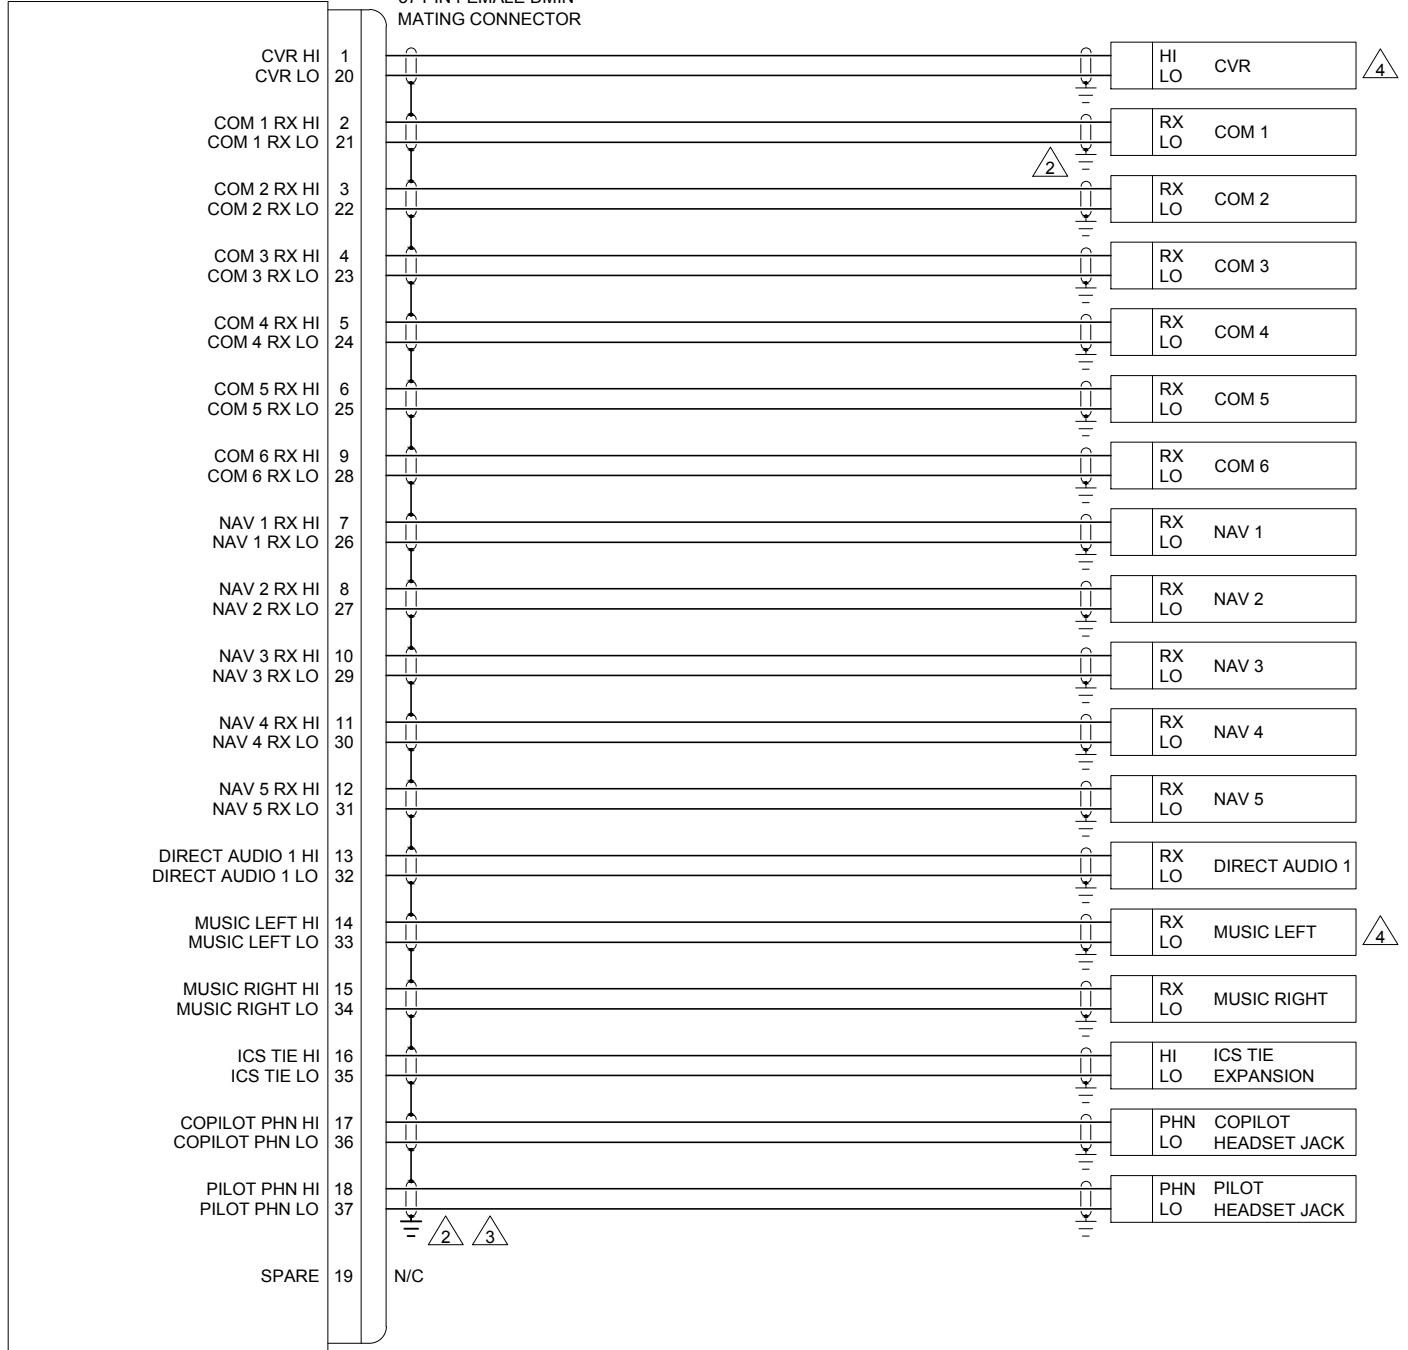 MATING CONNECTOR
CVR HI 1 HI CVR 4
CVR LO 20 LO
COM 1 RX HI 2 RX COM 1
COM 1 RX LO 21 LO
2
COM 2 RX HI 3 RX COM 2
COM 2 RX LO 22 LO
COM 3 RX HI 4 RX COM 3
COM 3 RX LO 23 LO
COM 4 RX HI 5 RX COM 4
COM 4 RX LO 24 LO
COM 5 RX HI 6 RX COM 5
COM 5 RX LO 25 LO
COM 6 RX HI 9 RX COM 6
COM 6 RX LO 28 LO
NAV 1 RX HI 7 RX NAV 1
NAV 1 RX LO 26 LO
NAV 2 RX HI 8 RX NAV 2
NAV 2 RX LO 27 LO
NAV 3 RX HI 10 RX NAV 3
NAV 3 RX LO 29 LO
NAV 4 RX HI 11 RX NAV 4
NAV 4 RX LO 30 LO
NAV 5 RX HI 12 RX NAV 5
NAV 5 RX LO 31 LO
DIRECT AUDIO 1 HI 13 RX DIRECT AUDIO 1
DIRECT AUDIO 1 LO 32 LO
MUSIC LEFT HI 14 RX MUSIC LEFT 4
MUSIC LEFT LO 33 LO
MUSIC RIGHT HI 15 RX MUSIC RIGHT
MUSIC RIGHT LO 34 LO
ICS TIE HI 16 HI ICS TIE
ICS TIE LO 35 LO EXPANSION
COPILOT PHN HI 17 PHN COPILOT
COPILOT PHN LO 36 LO HEADSET JACK
PILOT PHN HI 18 PHN PILOT
PILOT PHN LO 37 LO HEADSET JACK
2 3
SPARE 19 N/C